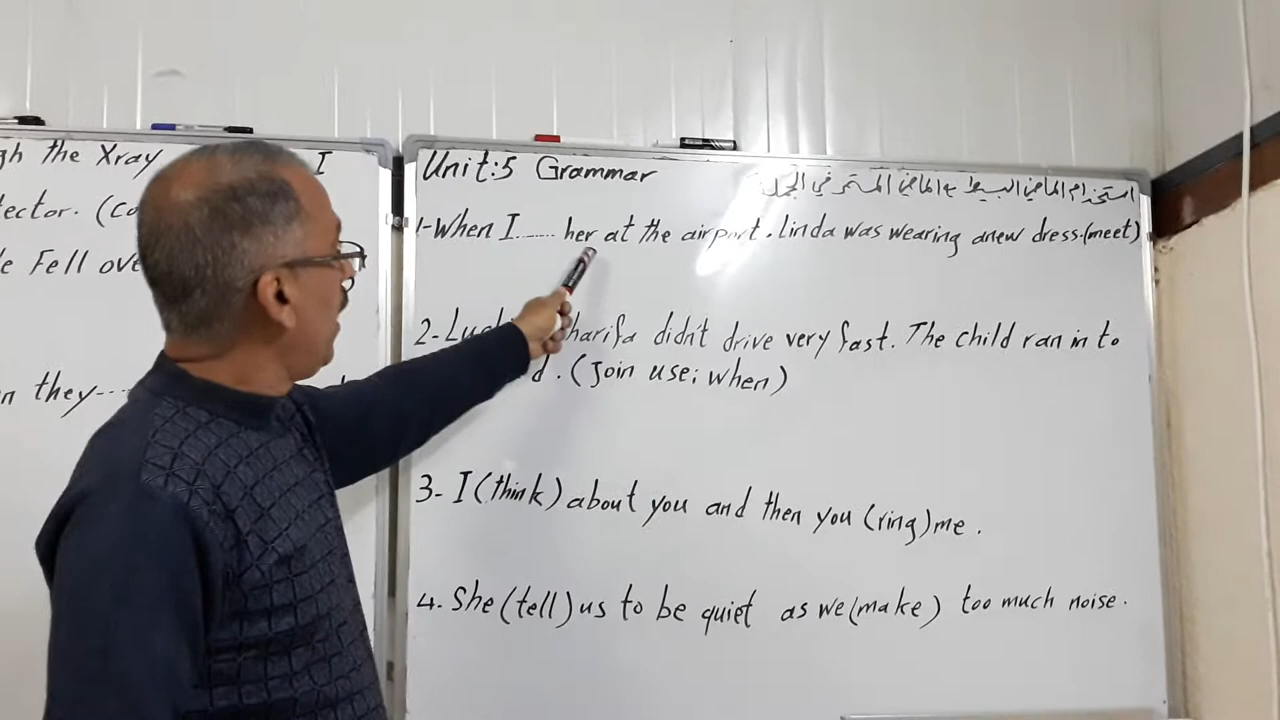 gh the Xray I
tector. (Co
e Fell ove
n they
Unit:5 Grammar
استخدام الماضي البسيط والماضي المستمر في الجمل
1-When I ........ her at the airport. linda was wearing anew dress.(meet)
2- harifa didn't drive very fast. The child ran in to
d. (Join use: when)
3- I (think) about you and then you (ring) me .
4. She (tell) us to be quiet as we (make) too much noise.